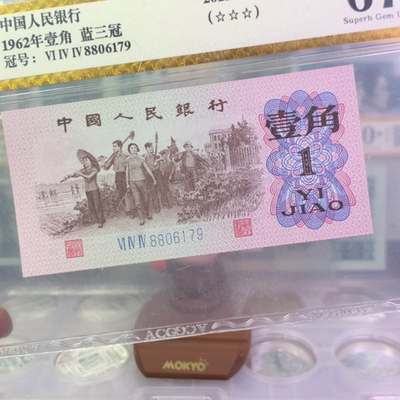 中国人民银行
1962年壹角 蓝三冠
冠号: VI IV IV 8806179
(☆☆☆)
67
Superb Gem U
中國人民銀行
壹角
1
YI
JIAO
VI IV IV 8806179
MOKYO